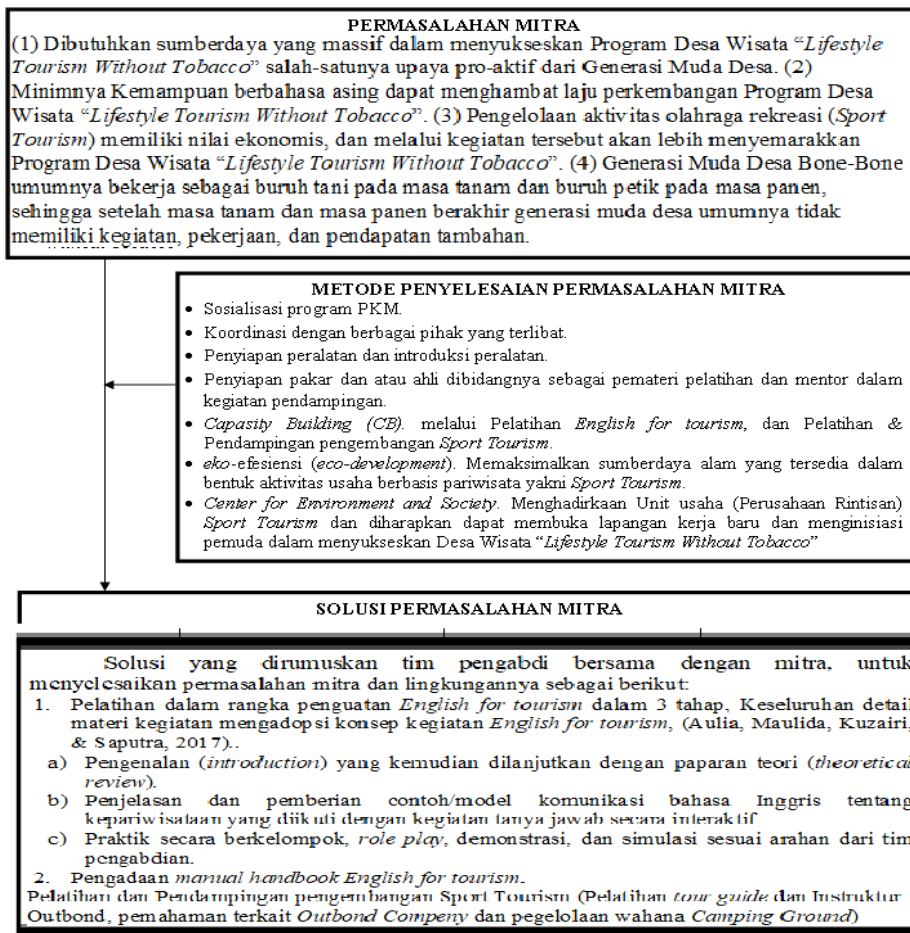 PERMASALAHAN MITRA
(1) Dibutuhkan sumberdaya yang massif dalam menyukseskan Program Desa Wisata “Lifestyle
Tourism Without Tobacco” salah-satunya upaya pro-aktif dari Generasi Muda Desa. (2)
Minimnya Kemampuan berbahasa asing dapat menghambat laju perkembangan Program Desa
Wisata “Lifestyle Tourism Without Tobacco”. (3) Pengelolaan aktivitas olahraga rekreasi (Sport
Tourism) memiliki nilai ekonomis, dan melalui kegiatan tersebut akan lebih menyemarakkan
Program Desa Wisata “Lifestyle Tourism Without Tobacco”. (4) Generasi Muda Desa Bone-Bone
umumnya bekerja sebagai buruh tani pada masa tanam dan buruh petik pada masa panen,
sehingga setelah masa tanam dan masa panen berakhir generasi muda desa umumnya tidak
memiliki kegiatan, pekerjaan, dan pendapatan tambahan.
METODE PENYELESAIAN PERMASALAHAN MITRA
• Sosialisasi program PKM.
• Koordinasi dengan berbagai pihak yang terlibat.
• Penyiapan peralatan dan introduksi peralatan.
• Penyiapan pakar dan atau ahli dibidangnya sebagai pemateri pelatihan dan mentor dalam
kegiatan pendampingan.
• Capasity Building (CB). melalui Pelatihan English for tourism, dan Pelatihan &
Pendampingan pengembangan Sport Tourism.
• eko-efesiensi (eco-development). Memaksimalkan sumberdaya alam yang tersedia dalam
bentuk aktivitas usaha berbasis pariwisata yakni Sport Tourism.
• Center for Environment and Society. Menghadirkaan Unit usaha (Perusahaan Rintisan)
Sport Tourism dan diharapkan dapat membuka lapangan kerja baru dan menginisiasi
pemuda dalam menyukseskan Desa Wisata “Lifestyle Tourism Without Tobacco”
SOLUSI PERMASALAHAN MITRA
Solusi yang dirumuskan tim pengabdi bersama dengan mitra, untuk
menyelesaikan permasalahan mitra dan lingkungannya sebagai berikut:
1. Pelatihan dalam rangka penguatan English for tourism dalam 3 tahap, Keseluruhan detail
materi kegiatan mengadopsi konsep kegiatan English for tourism, (Aulia, Maulida, Kuzairi,
& Saputra, 2017)..
a) Pengenalan (introduction) yang kemudian dilanjutkan dengan paparan teori (theoretical
review).
b) Penjelasan dan pemberian contoh/model komunikasi bahasa Inggris tentang
kepariwisataan yang diikuti dengan kegiatan tanya jawab secara interaktif
c) Praktik secara berkelompok, role play, demonstrasi, dan simulasi sesuai arahan dari tim
pengabdian.
2. Pengadaan manual handbook English for tourism.
Pelatihan dan Pendampingan pengembangan Sport Tourism (Pelatihan tour guide dan Instruktur
Outbond, pemahaman terkait Outbond Compeny dan pegelolaan wahana Camping Ground)